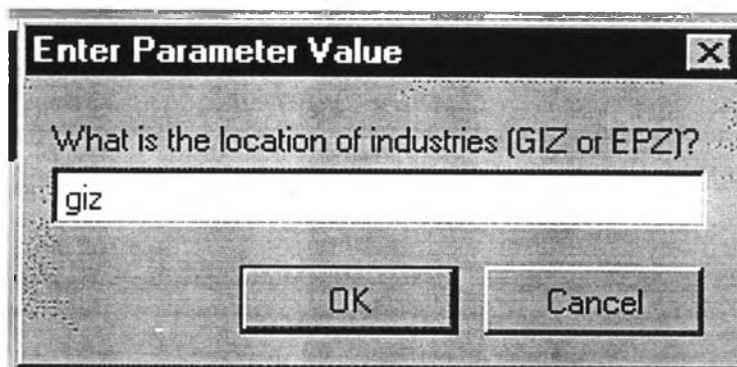 Enter Parameter Value
What is the location of industries (GIZ or EPZ)?
giz
OK
Cancel